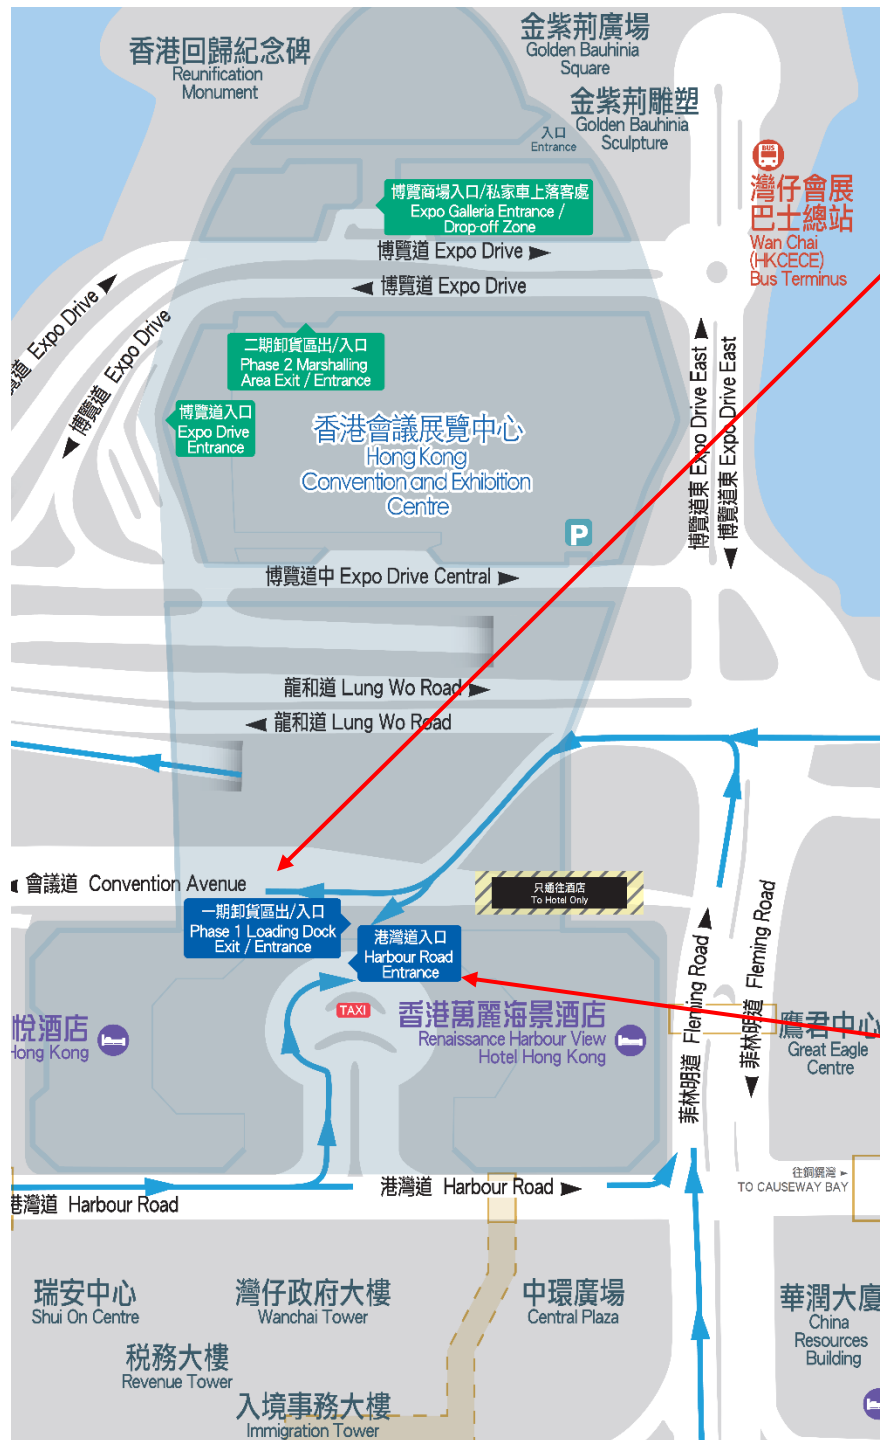 香港回歸紀念碑
Reunification
Monument
金紫荊廣場
Golden Bauhinia
Square
金紫荊雕塑
Golden Bauhinia
Sculpture
入口
Entrance
BUS
灣仔會展
巴士總站
Wan Chai
(HKCECE)
Bus Terminus
博覽商場入口/私家車上落客處
Expo Galleria Entrance /
Drop-off Zone
博覽道 Expo Drive ►
◄ 博覽道 Expo Drive
博覽道 Expo Drive ►
◄ 博覽道 Expo Drive
二期卸貨區出/入口
Phase 2 Marshalling
Area Exit / Entrance
博覽道入口
Expo Drive
Entrance
香港會議展覽中心
Hong Kong
Convention and Exhibition
Centre
P
博覽道東 Expo Drive East ►
◄ 博覽道東 Expo Drive East
博覽道中 Expo Drive Central ►
龍和道 Lung Wo Road ►
◄ 龍和道 Lung Wo Road
◄ 會議道 Convention Avenue
只通往酒店
To Hotel Only
一期卸貨區出/入口
Phase 1 Loading Dock
Exit / Entrance
港灣道入口
Harbour Road
Entrance
TAXI
悅酒店
Hong Kong
香港萬麗海景酒店
Renaissance Harbour View
Hotel Hong Kong
菲林明道 Fleming Road ►
◄ 菲林明道 Fleming Road
鷹君中心
Great Eagle
Centre
往銅鑼灣 ►
TO CAUSEWAY BAY
港灣道 Harbour Road
港灣道 Harbour Road ►
瑞安中心
Shui On Centre
灣仔政府大樓
Wanchai Tower
中環廣場
Central Plaza
華潤大廈
China
Resources
Building
税務大樓
Revenue Tower
入境事務大樓
Immigration Tower